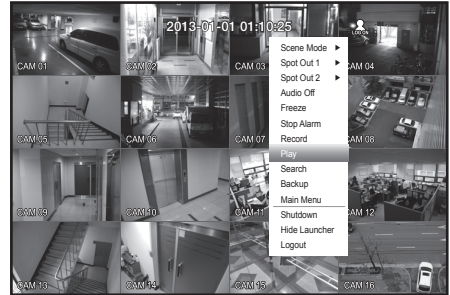 2013-01-01 01:10:25
LOG ON
CAM 01
CAM 02
CAM 03
CAM 04
Scene Mode
Spot Out 1
Spot Out 2
Audio Off
Freeze
Stop Alarm
Record
Play
Search
Backup
Main Menu
Shutdown
Hide Launcher
Logout
CAM 05
CAM 06
CAM 07
CAM 08
CAM 09
CAM 10
CAM 11
CAM 12
CAM 13
CAM 14
CAM 15
CAM 16